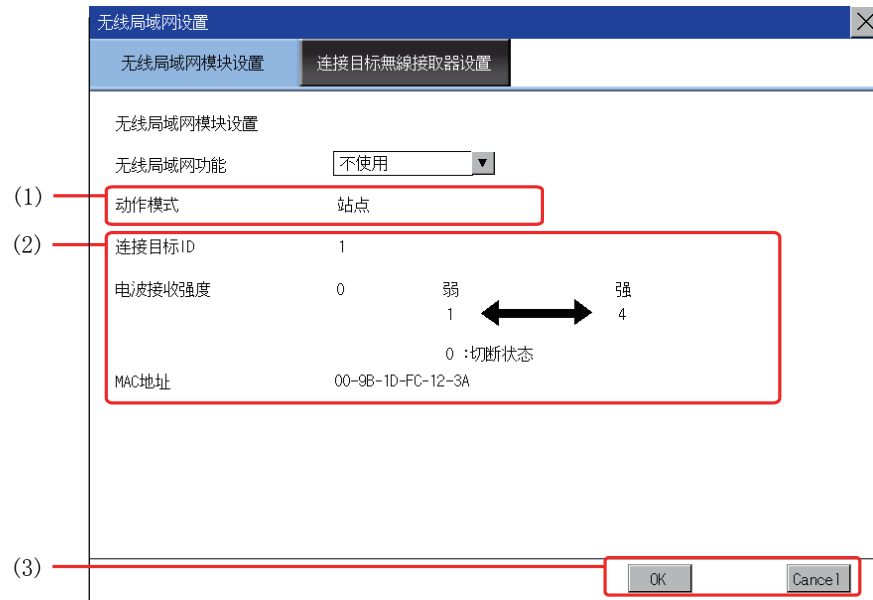 无线局域网设置
无线局域网模块设置 连接目标無線接取器设置
无线局域网模块设置
无线局域网功能 不使用
(1) 动作模式 站点
(2) 连接目标ID 1
电波接收强度 0 弱 强
1 4
0 :切断状态
MAC地址 00-9B-1D-FC-12-3A
(3) OK Cancel